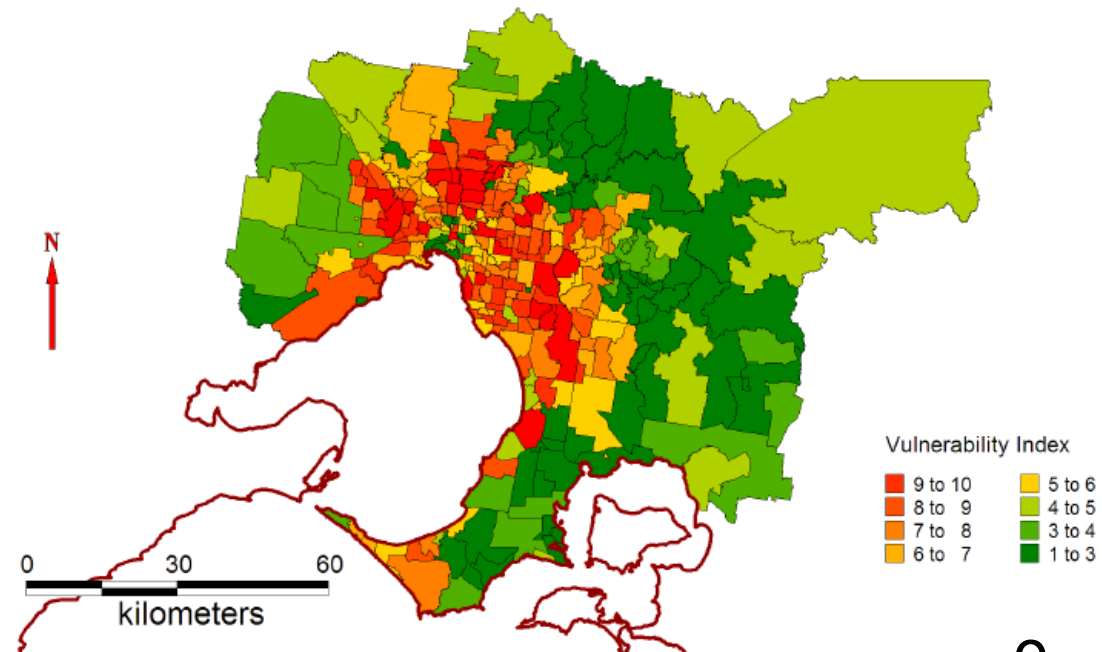 N
Vulnerability Index
9 to 10
8 to 9
7 to 8
6 to 7
5 to 6
4 to 5
3 to 4
1 to 3
0 30 60
kilometers